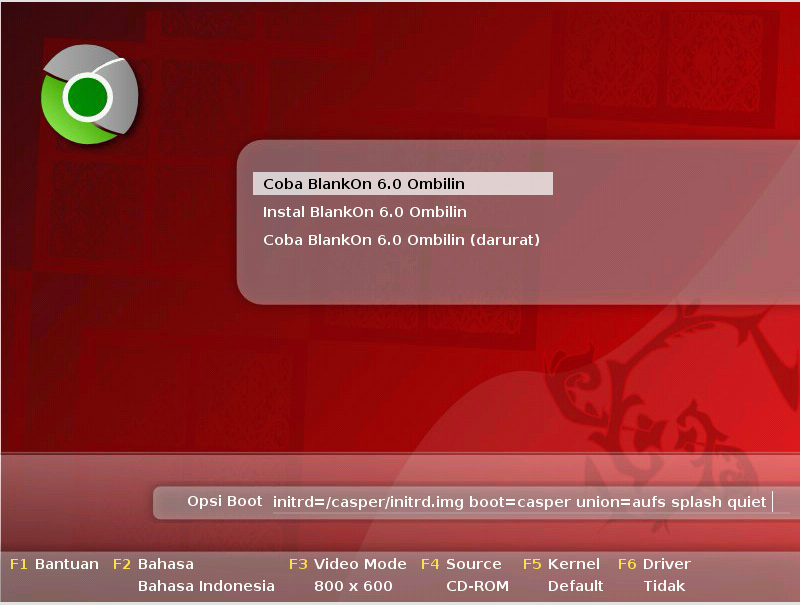 Coba BlankOn 6.0 Ombilin
Instal BlankOn 6.0 Ombilin
Coba BlankOn 6.0 Ombilin (darurat)
Opsi Boot initrd=/casper/initrd.img boot=casper union=aufs splash quiet
F1 Bantuan F2 Bahasa F3 Video Mode F4 Source F5 Kernel F6 Driver
Bahasa Indonesia 800 x 600 CD-ROM Default Tidak